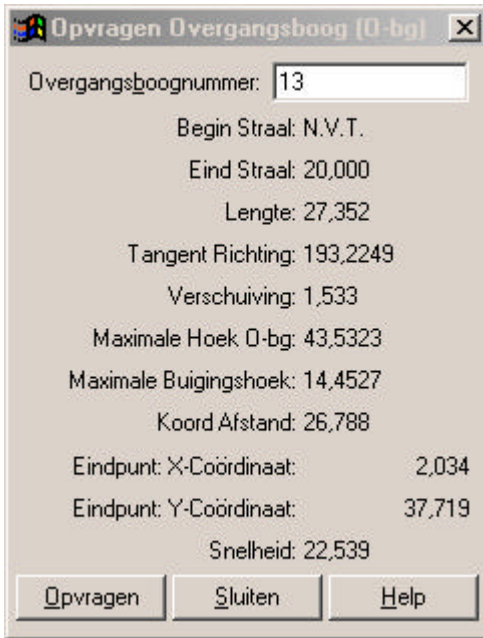 Opvragen Overgangsboog (O-bg)
Overgangsboognummer: 13
Begin Straal: N.V.T.
Eind Straal: 20,000
Lengte: 27,352
Tangent Richting: 193,2249
Verschuiving: 1,533
Maximale Hoek O-bg: 43,5323
Maximale Buigingshoek: 14,4527
Koord Afstand: 26,788
Eindpunt: X-Coördinaat: 2,034
Eindpunt: Y-Coördinaat: 37,719
Snelheid: 22,539
Opvragen Sluiten Help